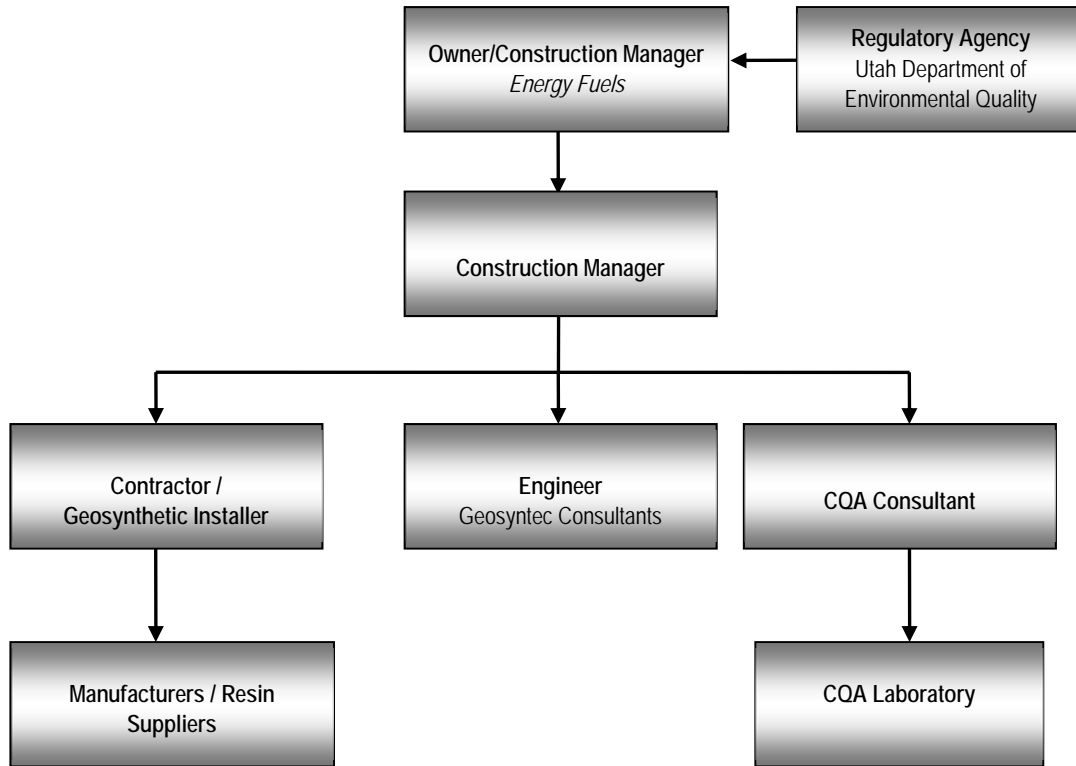 Owner/Construction Manager
Energy Fuels
Regulatory Agency
Utah Department of
Environmental Quality
Construction Manager
Contractor /
Geosynthetic Installer
Engineer
Geosyntec Consultants
CQA Consultant
Manufacturers / Resin
Suppliers
CQA Laboratory